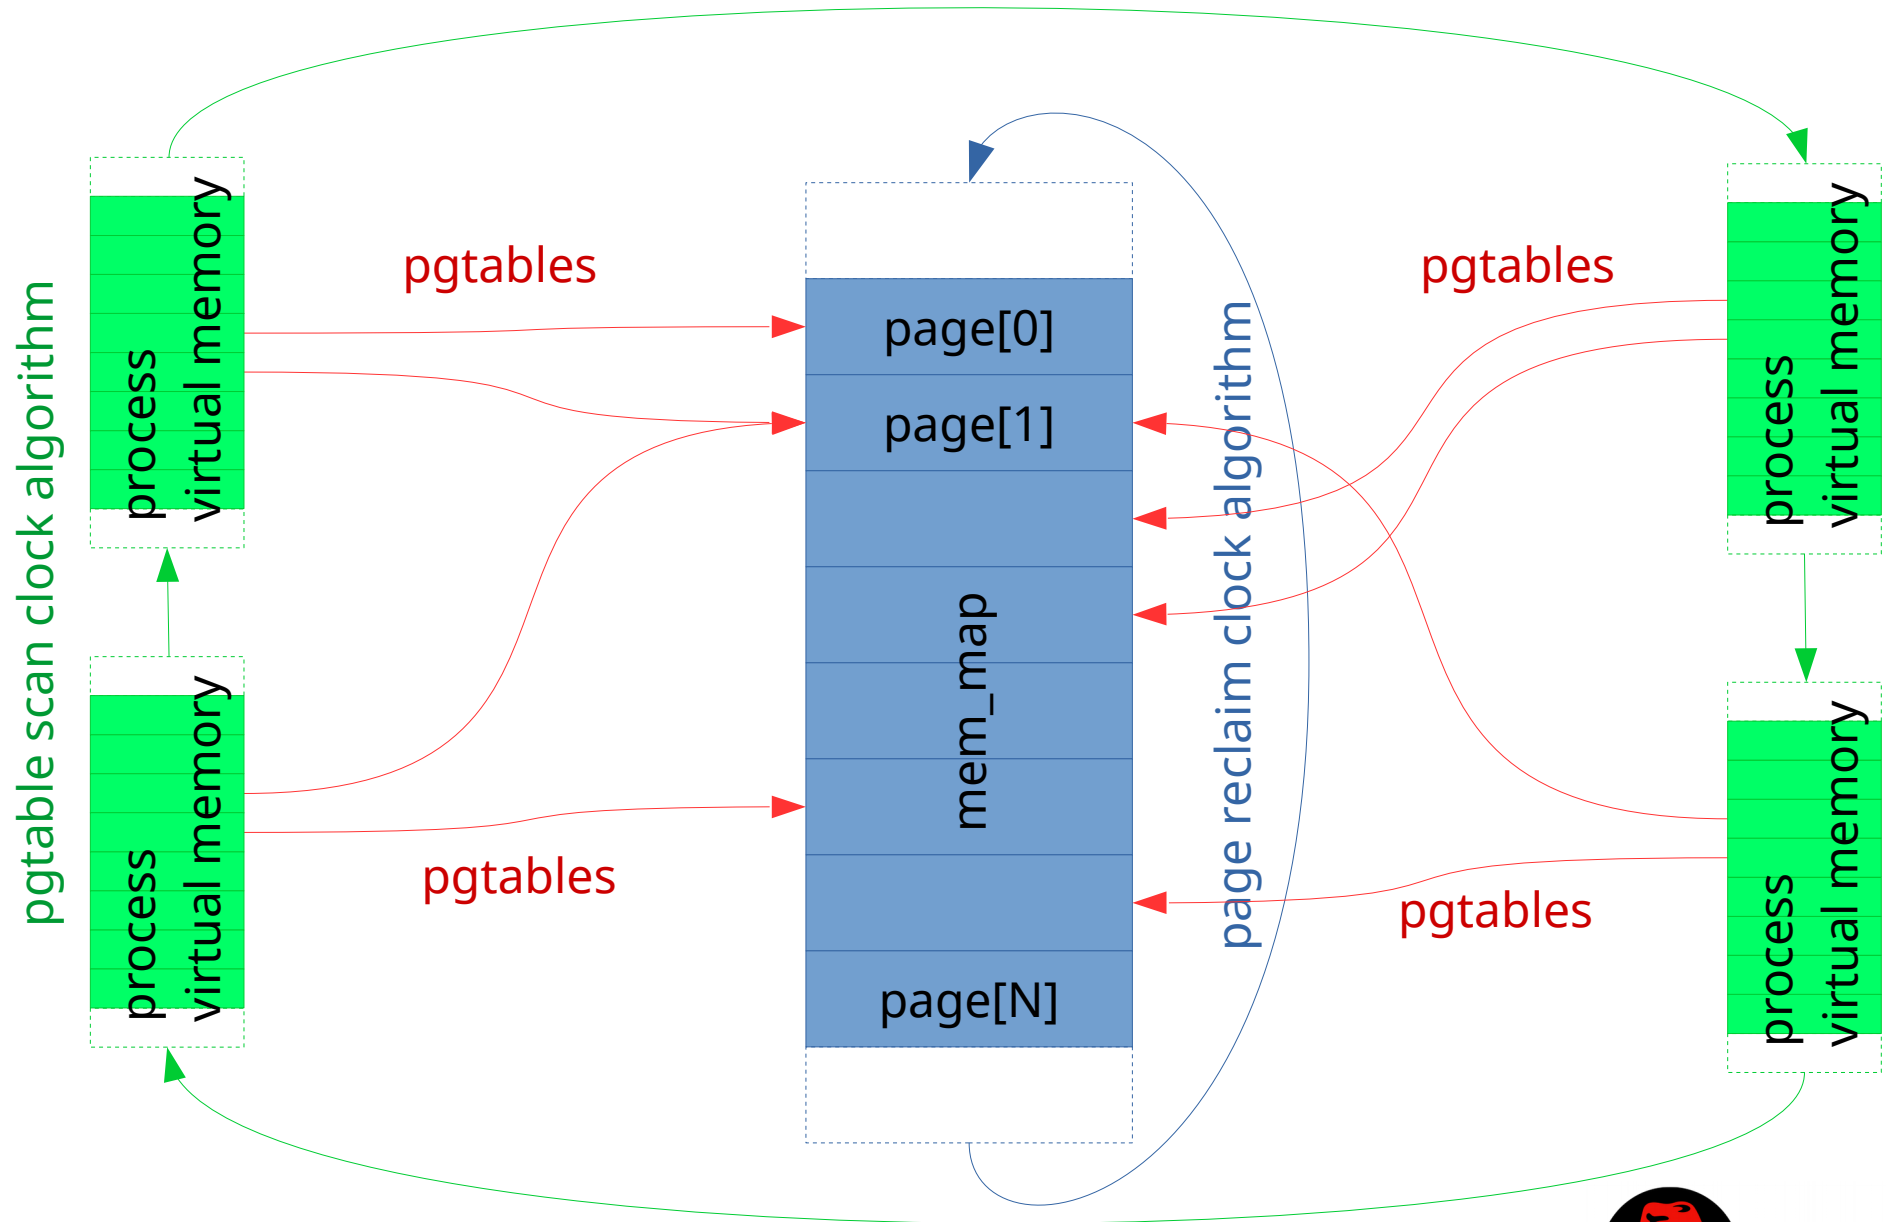 pgtable scan clock algorithm
process
virtual memory
pgtables
process
virtual memory
pgtables
page[0]
page[1]
mem_map
page[N]
page reclaim clock algorithm
pgtables
process
virtual memory
pgtables
process
virtual memory